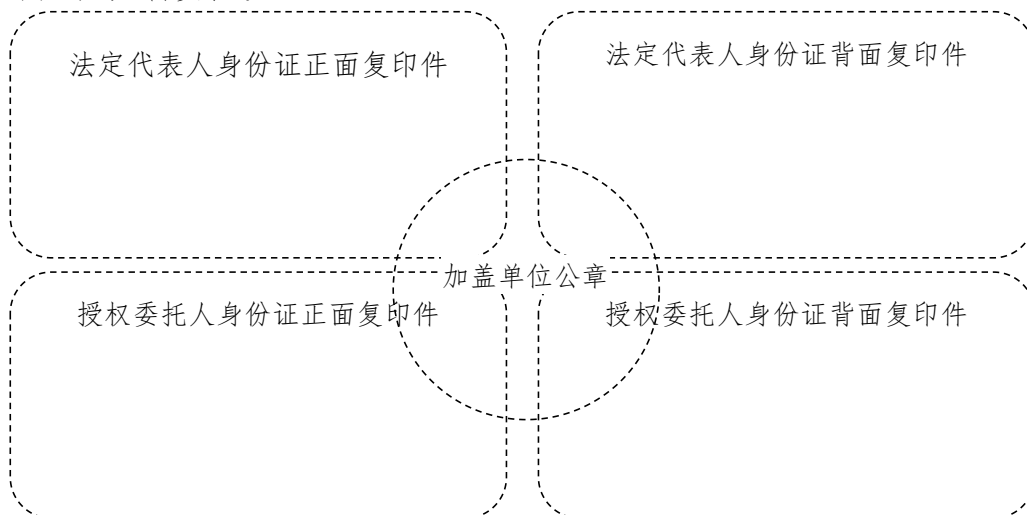 法定代表人身份证正面复印件
法定代表人身份证背面复印件
加盖单位公章
授权委托人身份证正面复印件
授权委托人身份证背面复印件